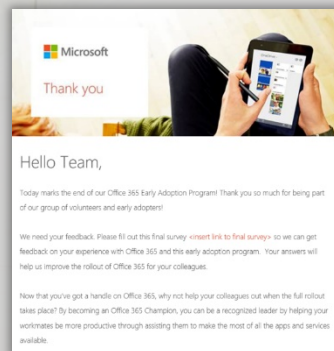 Microsoft
Thank you
Hello Team,
Today marks the end of our Office 365 Early Adoption Program! Thank you so much for being part
of our group of volunteers and early adopters!
We need your feedback. Please fill out this final survey <insert link to final survey> so we can get
feedback on your experience with Office 365 and this early adoption program. Your answers will
help us improve the rollout of Office 365 for your colleagues.
Now that you've got a handle on Office 365, why not help your colleagues out when the full rollout
takes place? By becoming an Office 365 Champion, you can be a recognized leader by helping your
workmates be more productive through assisting them to make the most of all the apps and services
available.